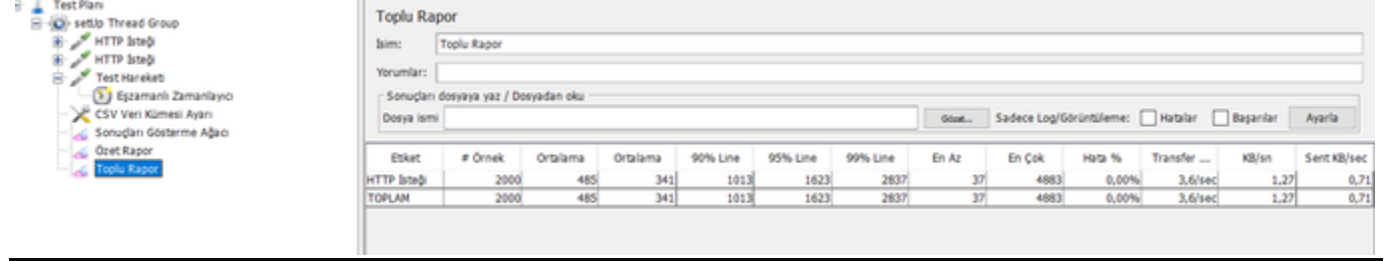 Test Planı
setUp Thread Group
HTTP İsteği
HTTP İsteği
Test Hareketi
Eşzamanlı Zamanlayıcı
CSV Veri Kümesi Ayarı
Sonuçları Gösterme Ağacı
Özet Rapor
Toplu Rapor
Toplu Rapor
İsim: Toplu Rapor
Yorumlar:
Sonuçları dosyaya yaz / Dosyadan oku
Dosya ismi Gözat... Sadece Log/Görüntüleme: Hatalar Başarılar Ayarla
Etiket # Örnek Ortalama Ortalama 90% Line 95% Line 99% Line En Az En Çok Hata % Transfer ... KB/sn Sent KB/sec
HTTP İsteği 2000 485 341 1013 1623 2837 37 4883 0,00% 3,6/sec 1,27 0,71
TOPLAM 2000 485 341 1013 1623 2837 37 4883 0,00% 3,6/sec 1,27 0,71